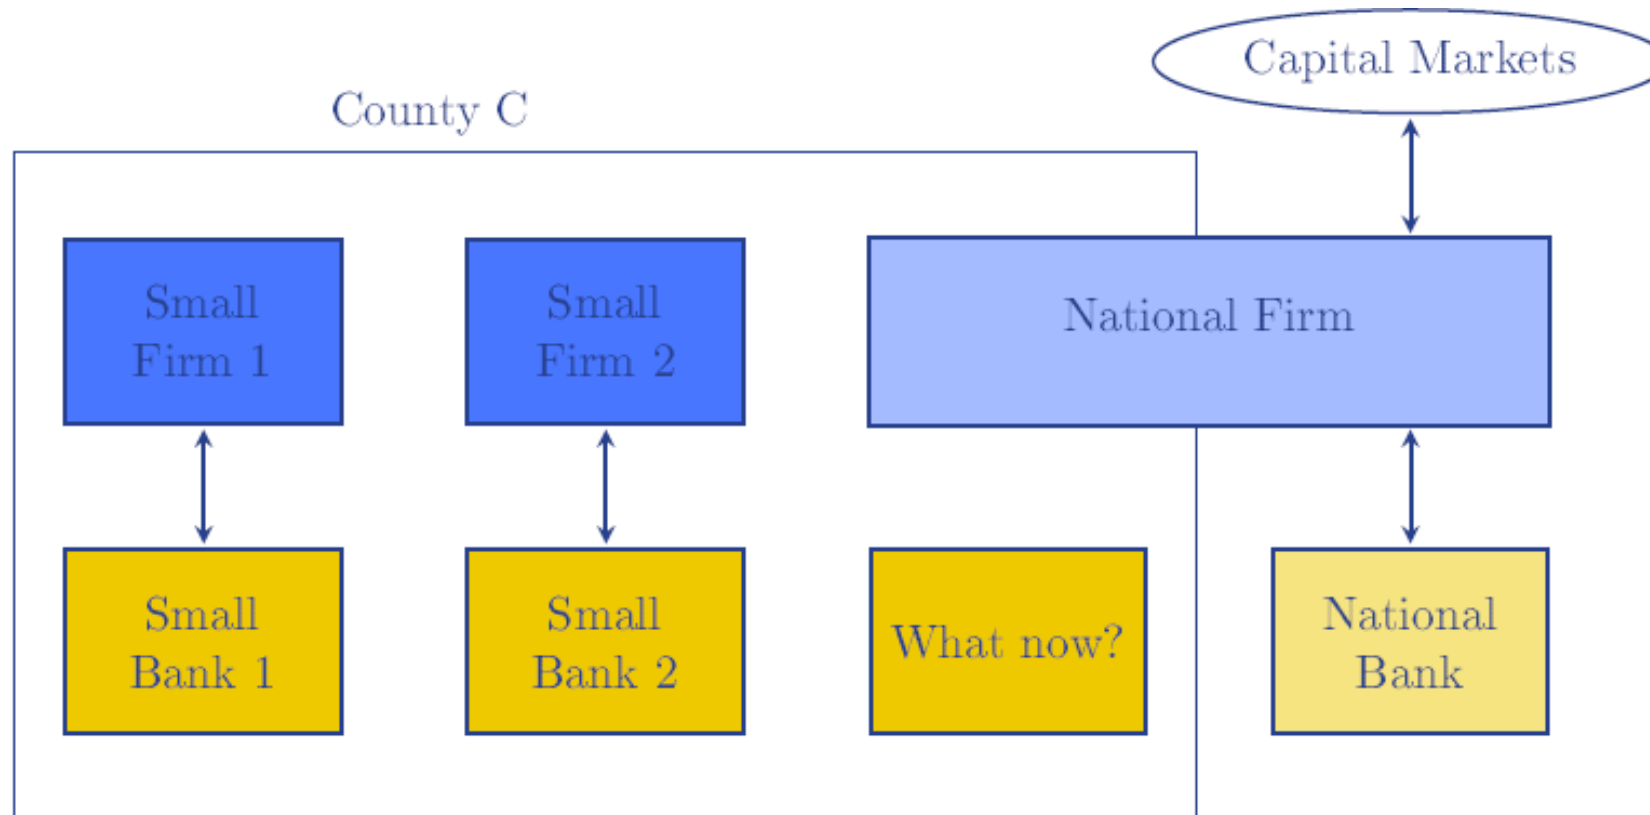 Capital Markets
County C
Small
Firm 1
Small
Firm 2
National Firm
Small
Bank 1
Small
Bank 2
What now?
National
Bank